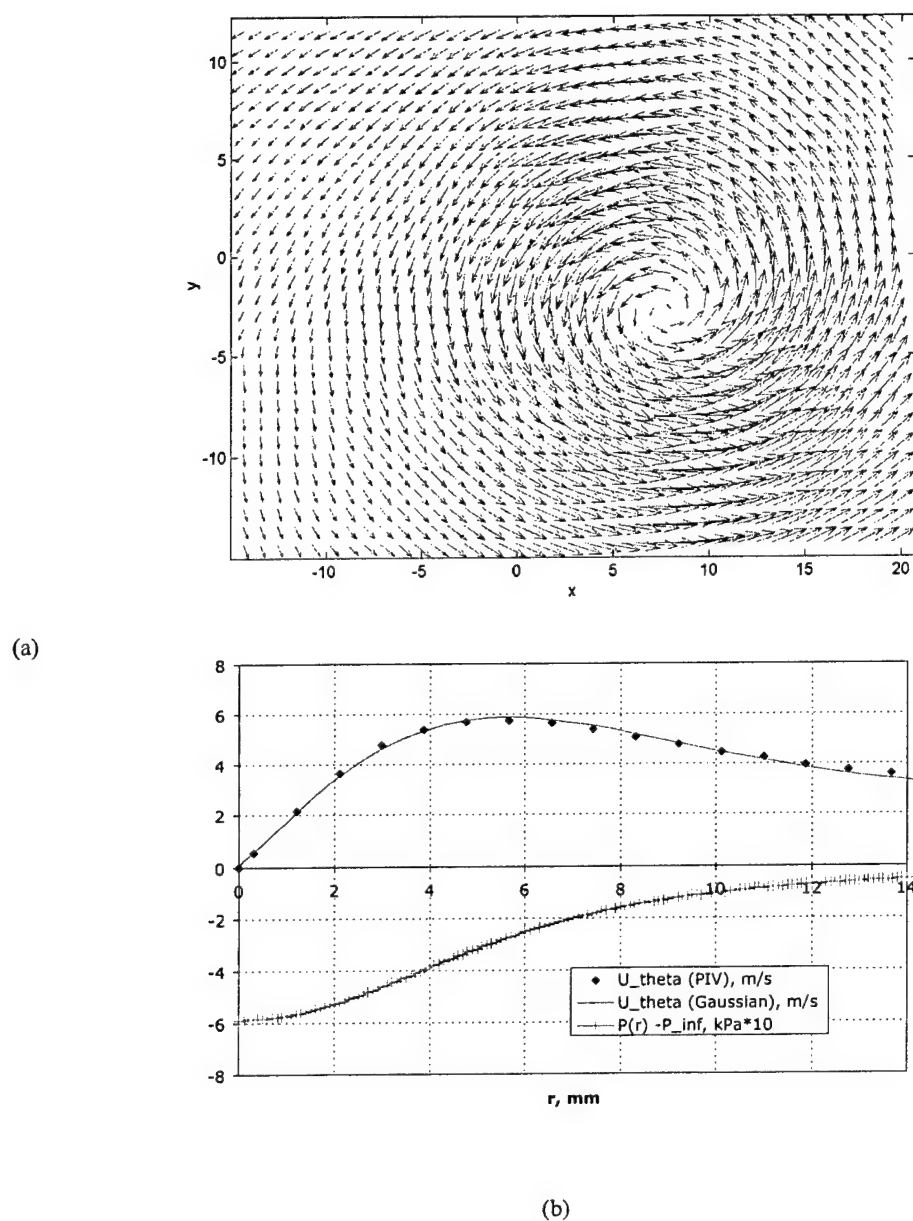 10
5
0
y
-5
-10
-10 -5 0 5 10 15 20
x
(a)
8
6
4
2
0
0 2 4 6 8 10 12 14
-2
-4
U_theta (PIV), m/s
U_theta (Gaussian), m/s
-6
P(r) -P_inf, kPa*10
-8
r, mm
(b)